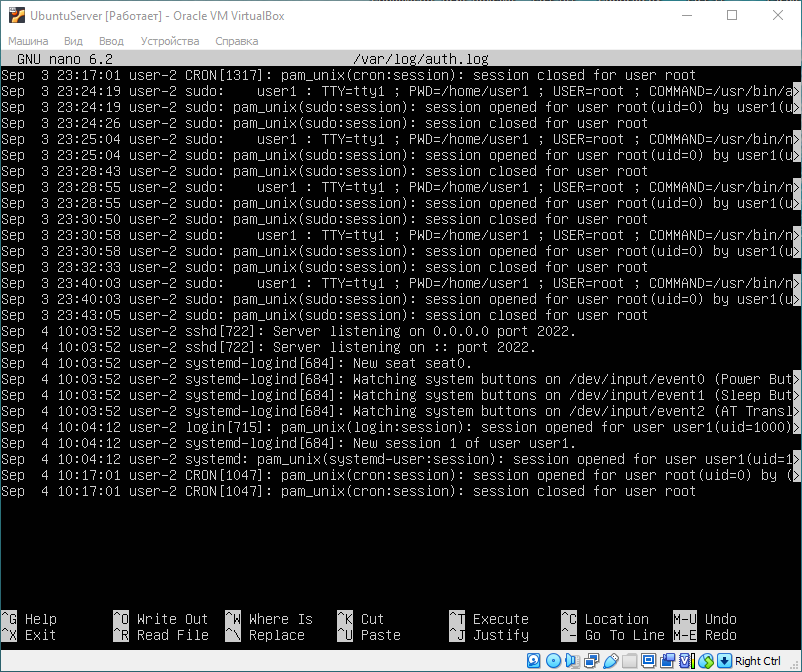 UbuntuServer [Работает] - Oracle VM VirtualBox
Машина Вид Ввод Устройства Справка
GNU nano 6.2 /var/log/auth.log
Sep  3 23:17:01 user-2 CRON[1317]: pam_unix(cron:session): session closed for user root
Sep  3 23:24:19 user-2 sudo:    user1 : TTY=tty1 ; PWD=/home/user1 ; USER=root ; COMMAND=/usr/bin/a>
Sep  3 23:24:19 user-2 sudo: pam_unix(sudo:session): session opened for user root(uid=0) by user1(u>
Sep  3 23:24:26 user-2 sudo: pam_unix(sudo:session): session closed for user root
Sep  3 23:25:04 user-2 sudo:    user1 : TTY=tty1 ; PWD=/home/user1 ; USER=root ; COMMAND=/usr/bin/n>
Sep  3 23:25:04 user-2 sudo: pam_unix(sudo:session): session opened for user root(uid=0) by user1(u>
Sep  3 23:28:43 user-2 sudo: pam_unix(sudo:session): session closed for user root
Sep  3 23:28:55 user-2 sudo:    user1 : TTY=tty1 ; PWD=/home/user1 ; USER=root ; COMMAND=/usr/bin/n>
Sep  3 23:28:55 user-2 sudo: pam_unix(sudo:session): session opened for user root(uid=0) by user1(u>
Sep  3 23:30:50 user-2 sudo: pam_unix(sudo:session): session closed for user root
Sep  3 23:30:58 user-2 sudo:    user1 : TTY=tty1 ; PWD=/home/user1 ; USER=root ; COMMAND=/usr/bin/n>
Sep  3 23:30:58 user-2 sudo: pam_unix(sudo:session): session opened for user root(uid=0) by user1(u>
Sep  3 23:32:33 user-2 sudo: pam_unix(sudo:session): session closed for user root
Sep  3 23:40:03 user-2 sudo:    user1 : TTY=tty1 ; PWD=/home/user1 ; USER=root ; COMMAND=/usr/bin/n>
Sep  3 23:40:03 user-2 sudo: pam_unix(sudo:session): session opened for user root(uid=0) by user1(u>
Sep  3 23:43:05 user-2 sudo: pam_unix(sudo:session): session closed for user root
Sep  4 10:03:52 user-2 sshd[722]: Server listening on 0.0.0.0 port 2022.
Sep  4 10:03:52 user-2 sshd[722]: Server listening on :: port 2022.
Sep  4 10:03:52 user-2 systemd-logind[684]: New seat seat0.
Sep  4 10:03:52 user-2 systemd-logind[684]: Watching system buttons on /dev/input/event0 (Power But>
Sep  4 10:03:52 user-2 systemd-logind[684]: Watching system buttons on /dev/input/event1 (Sleep But>
Sep  4 10:03:52 user-2 systemd-logind[684]: Watching system buttons on /dev/input/event2 (AT Transl>
Sep  4 10:04:12 user-2 login[715]: pam_unix(login:session): session opened for user user1(uid=1000)>
Sep  4 10:04:12 user-2 systemd-logind[684]: New session 1 of user user1.
Sep  4 10:04:12 user-2 systemd: pam_unix(systemd-user:session): session opened for user user1(uid=1>
Sep  4 10:17:01 user-2 CRON[1047]: pam_unix(cron:session): session opened for user root(uid=0) by (>
Sep  4 10:17:01 user-2 CRON[1047]: pam_unix(cron:session): session closed for user root
^G Help ^O Write Out ^W Where Is ^K Cut ^T Execute ^C Location M-U Undo
^X Exit ^R Read File ^\ Replace ^U Paste ^J Justify ^- Go To Line M-E Redo
Right Ctrl